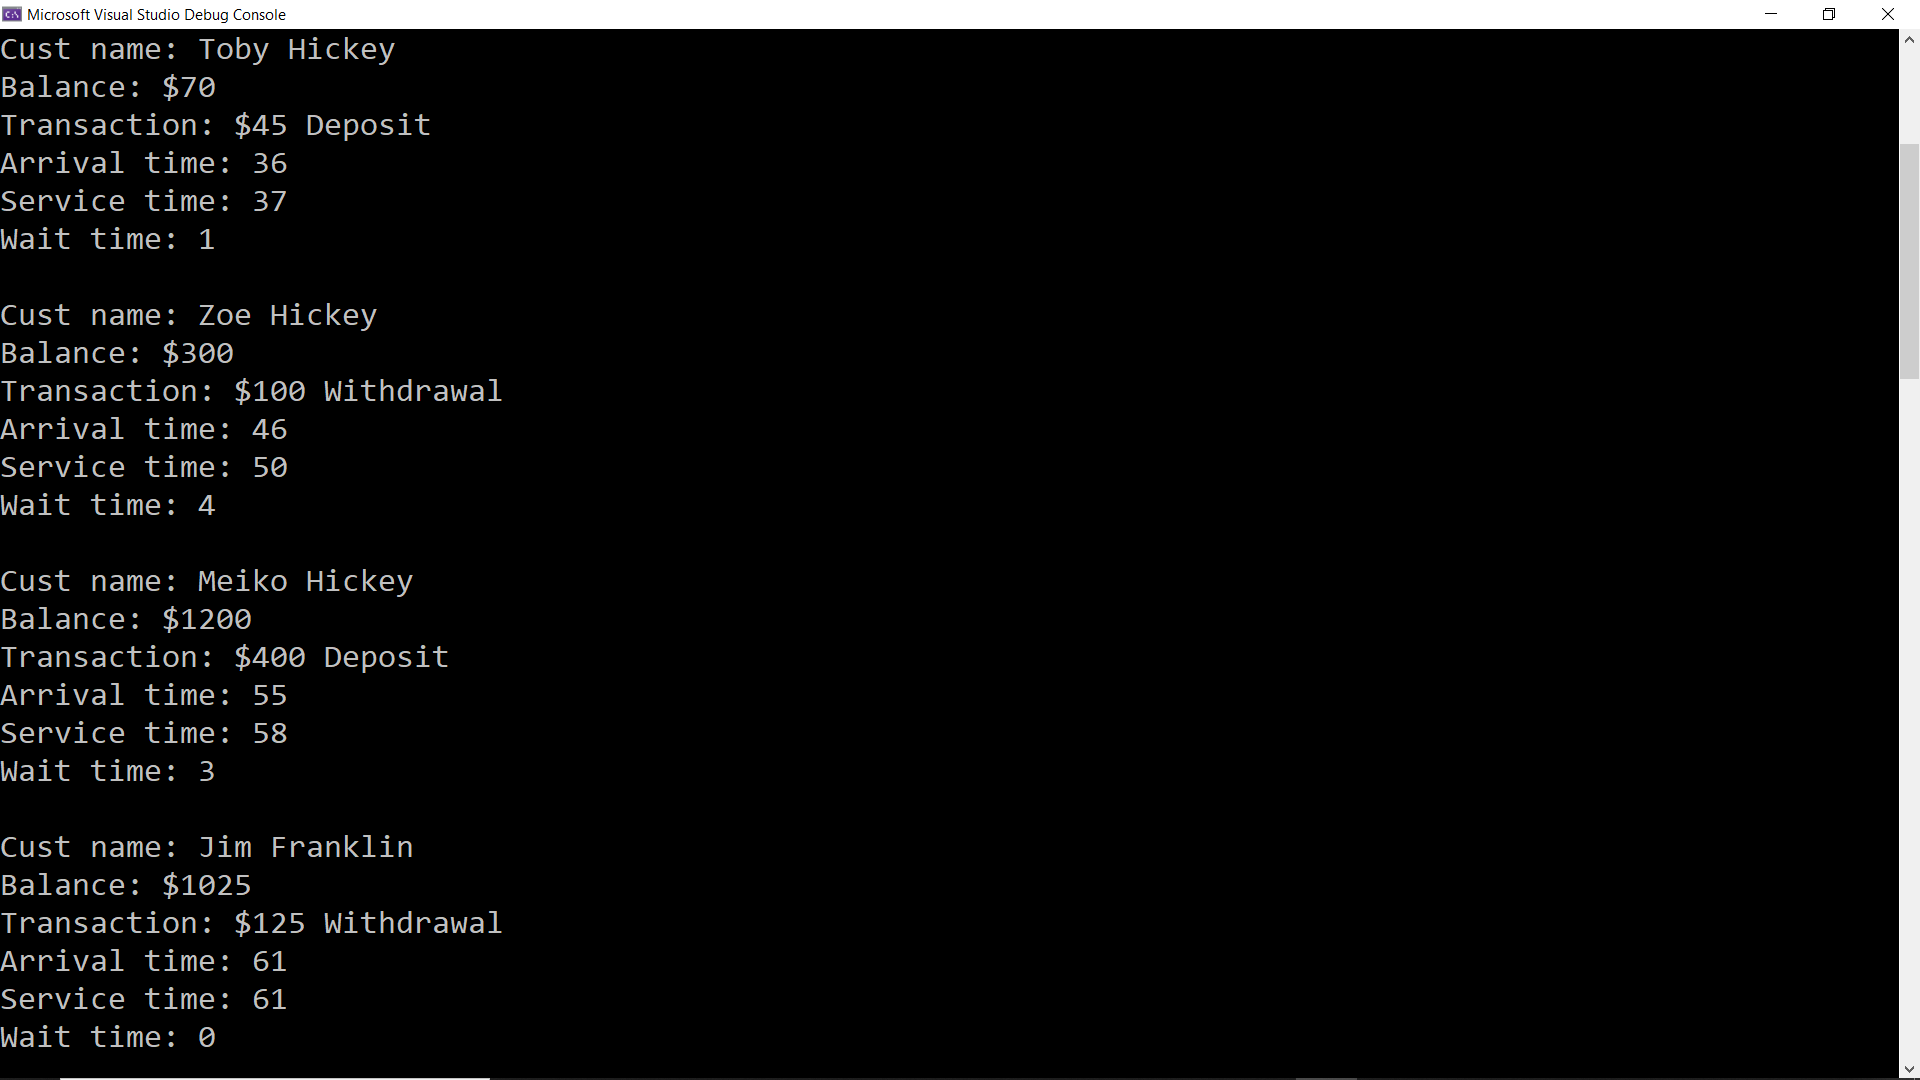 Microsoft Visual Studio Debug Console
Cust name: Toby Hickey
Balance: $70
Transaction: $45 Deposit
Arrival time: 36
Service time: 37
Wait time: 1
Cust name: Zoe Hickey
Balance: $300
Transaction: $100 Withdrawal
Arrival time: 46
Service time: 50
Wait time: 4
Cust name: Meiko Hickey
Balance: $1200
Transaction: $400 Deposit
Arrival time: 55
Service time: 58
Wait time: 3
Cust name: Jim Franklin
Balance: $1025
Transaction: $125 Withdrawal
Arrival time: 61
Service time: 61
Wait time: 0